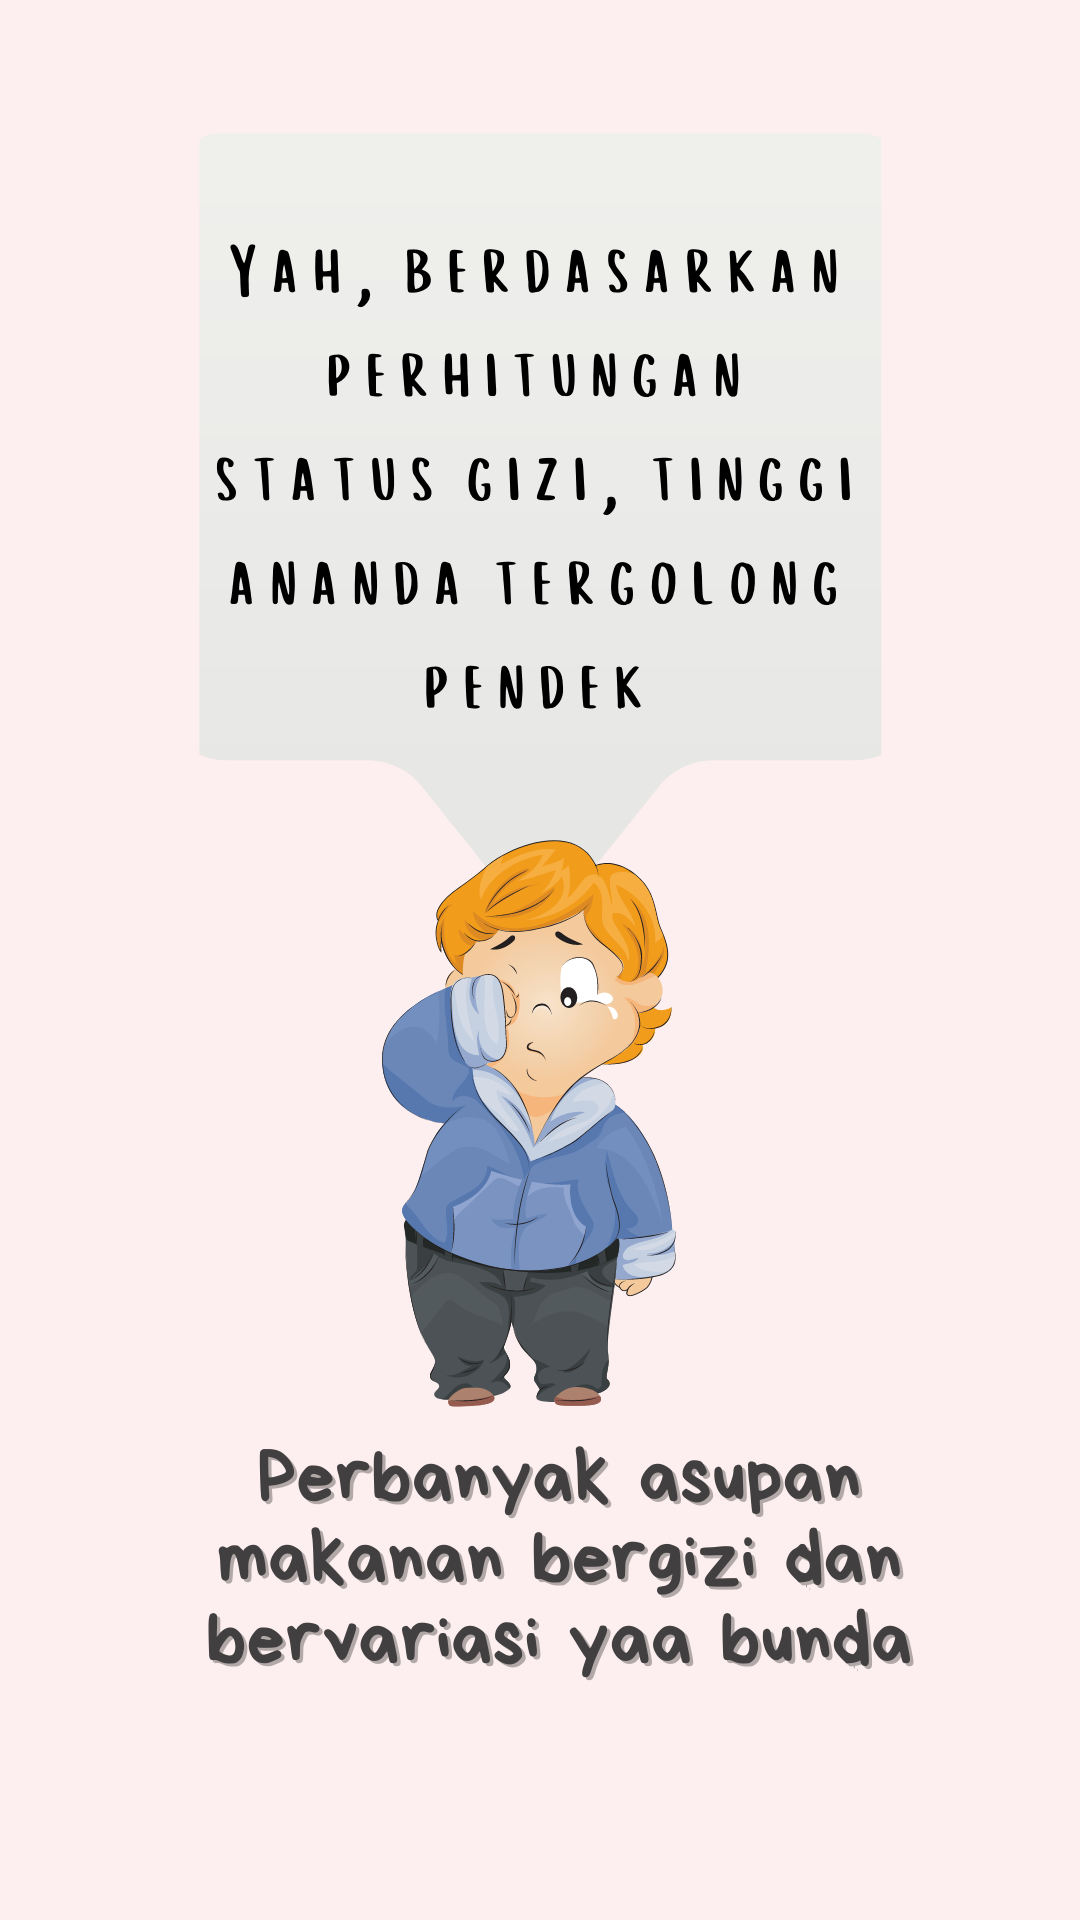 YAH, BERDASARKAN
PERHITUNGAN
STATUS GIZI, TINGGI
ANANDA TERGOLONG
PENDEK
Perbanyak asupan
makanan bergizi dan
bervariasi yaa bunda